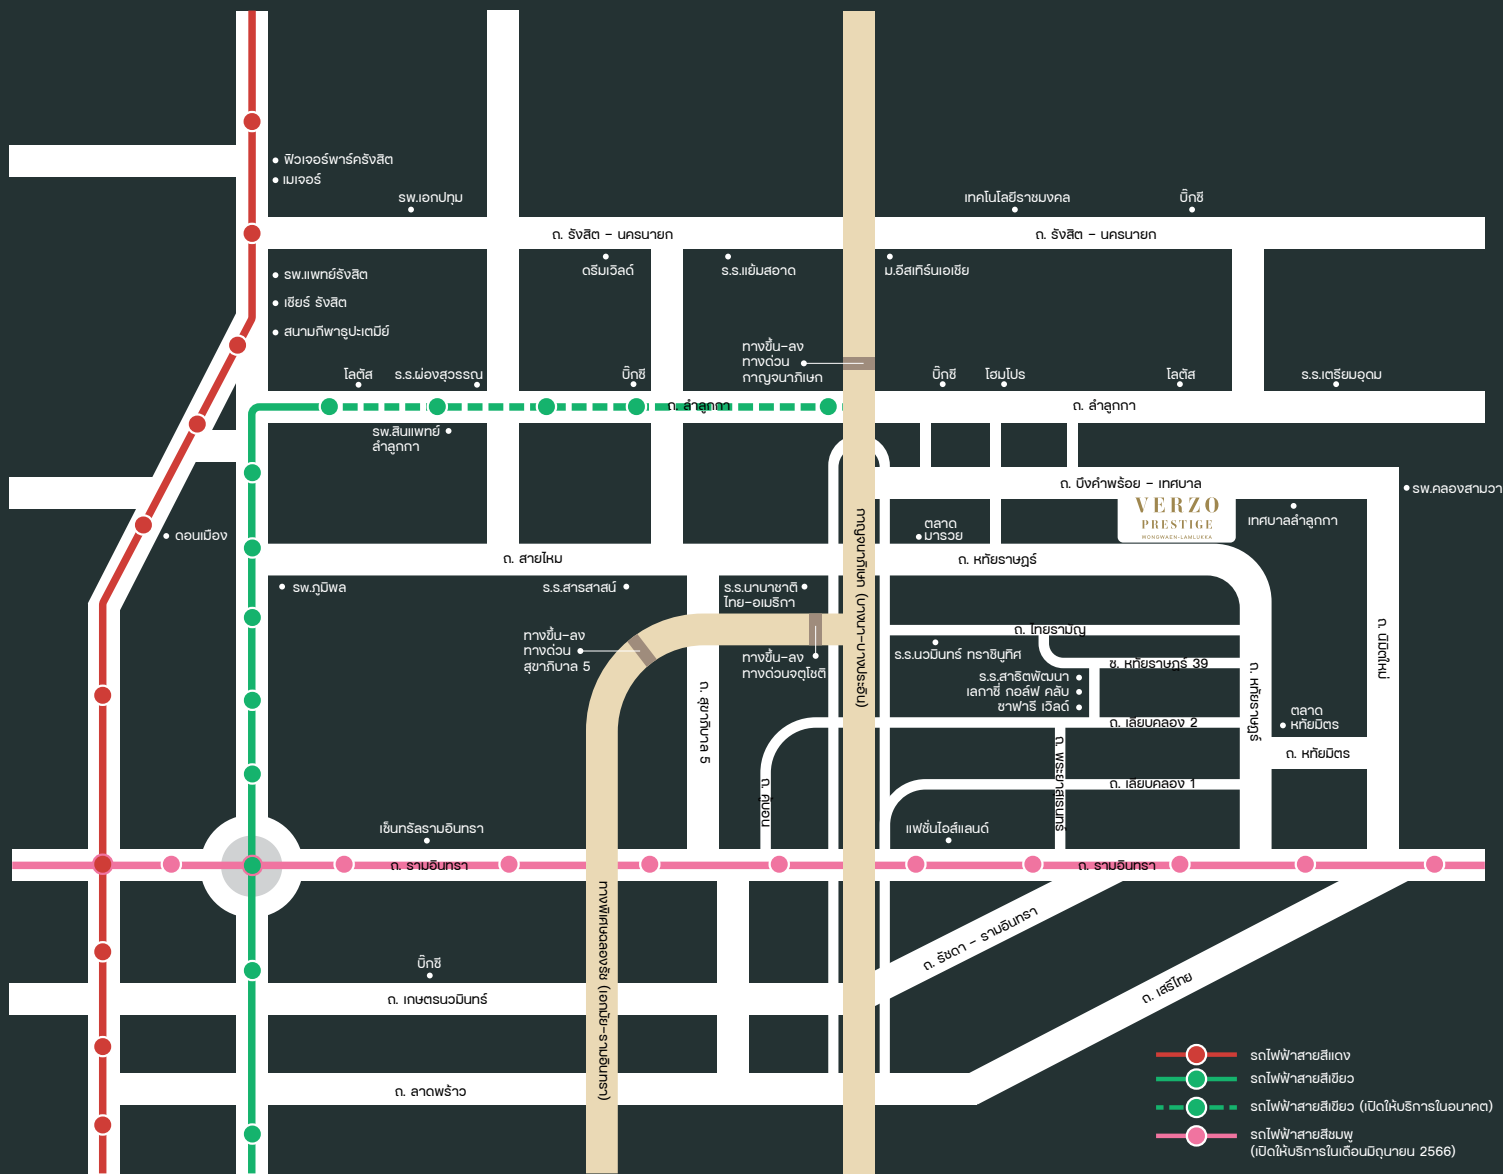 ฟิวเจอร์พาร์ครังสิต
เมเจอร์
รพ.เอกปทุม
เทคโนโลยีราชมงคล
บิ๊กซี
ถ. รังสิต - นครนายก
ถ. รังสิต - นครนายก
รพ.แพทย์รังสิต
ดรีมเวิลด์
ร.ร.แย้มสอาด
ม.อีสเทิร์นเอเชีย
เซียร์ รังสิต
สนามกีฬาธูปะเตมีย์
ทางขึ้น-ลง
ทางด่วน
กาญจนาภิเษก
โลตัส
ร.ร.ผ่องสุวรรณ
บิ๊กซี
บิ๊กซี
โฮมโปร
โลตัส
ร.ร.เตรียมอุดม
ถ. ลำลูกกา
ถ. ลำลูกกา
รพ.สินแพทย์
ลำลูกกา
ถ. บึงคำพร้อย - เทศบาล
รพ.คลองสามวา
VERZO
PRESTIGE
WONGWAEN-LAMLUKKA
เทศบาลลำลูกกา
ตลาด
มารวย
ดอนเมือง
ถ. สายไหม
ถ. หทัยราษฎร์
รพ.ภูมิพล
ร.ร.สารสาสน์
ร.ร.นานาชาติ
ไทย-อเมริกา
กาญจนาภิเษก (บางนา-บางปะอิน)
ทางขึ้น-ลง
ทางด่วน
สุขาภิบาล 5
ทางขึ้น-ลง
ทางด่วนจตุโชติ
ถ. ไทยรามัญ
ร.ร.นวมินทร์ ทราชินูทิศ
ซ. หทัยราษฎร์ 39
ร.ร.สาธิตพัฒนา
เลกาซี่ กอล์ฟ คลับ
ซาฟารี เวิลด์
ถ. นิมิตใหม่
ถ. หทัยราษฎร์
ตลาด
หทัยมิตร
ถ. สุขาภิบาล 5
ถ. เลียบคลอง 2
ถ. หทัยมิตร
ถ. คู้บอน
ถ. พระยาสุเรนทร์
ถ. เลียบคลอง 1
เซ็นทรัลรามอินทรา
แฟชั่นไอส์แลนด์
ถ. รามอินทรา
ถ. รามอินทรา
ทางพิเศษฉลองรัช (เอกมัย-รามอินทรา)
ถ. รัชดา - รามอินทรา
บิ๊กซี
ถ. เกษตรนวมินทร์
ถ. เสรีไทย
ถ. ลาดพร้าว
รถไฟฟ้าสายสีแดง
รถไฟฟ้าสายสีเขียว
รถไฟฟ้าสายสีเขียว (เปิดให้บริการในอนาคต)
รถไฟฟ้าสายสีชมพู
(เปิดให้บริการในเดือนมิถุนายน 2566)